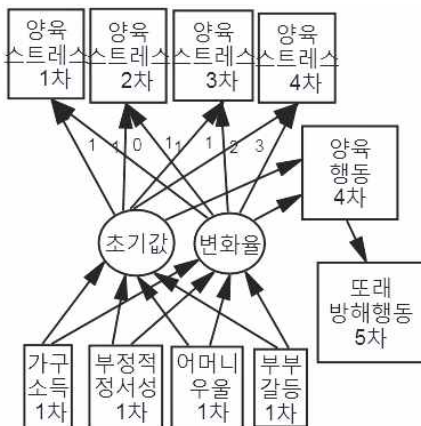 양육
스트레스
1차
양육
스트레스
2차
양육
스트레스
3차
양육
스트레스
4차
1 1 0 1 1 1 2 3
양육
행동
4차
초기값
변화율
또래
방해행동
5차
가구
소득
1차
부정적
정서성
1차
어머니
우울
1차
부부
갈등
1차